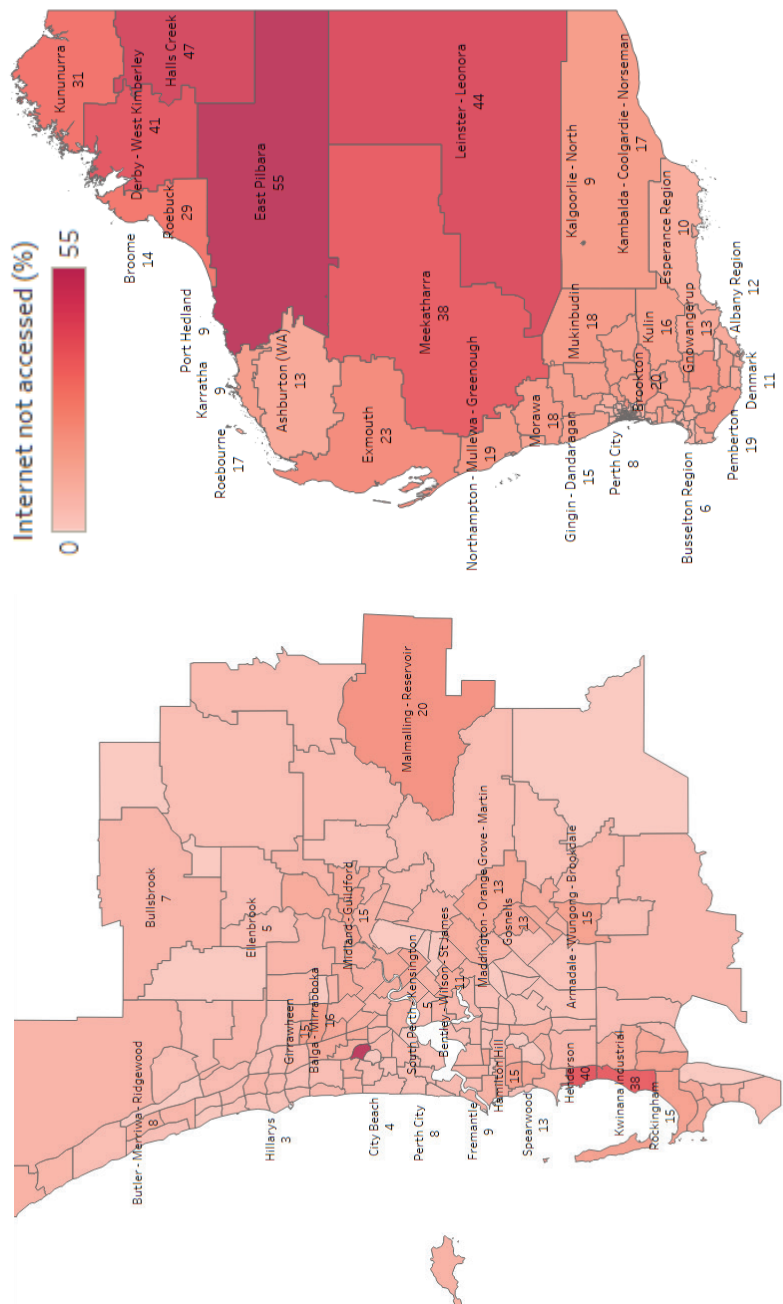 Internet not accessed (%)
0
55
Kununurra
31
Derby - West Kimberley
41
Halls Creek
47
Broome
14
Roebuck
29
East Pilbara
55
Port Hedland
9
Karratha
9
Roebourne
17
Ashburton (WA)
13
Exmouth
23
Meekatharra
38
Leinster - Leonora
44
Northampton - Mullewa - Greenough
19
Morawa
18
Gingin - Dandaragan
15
Perth City
8
Mukinbudin
18
Kalgoorlie - North
9
Kambalda - Coolgardie - Norseman
17
Esperance Region
10
Kulin
16
Brookton
20
Gnowangerup
13
Albany Region
12
Denmark
11
Pemberton
19
Busselton Region
6
Butler - Merriwa - Ridgewood
8
Bullsbrook
7
Ellenbrook
5
Hillarys
3
Girrawheen
15
Balga - Mirrabooka
16
Midland - Guildford
15
Malmalling - Reservoir
20
City Beach
4
Perth City
8
South Perth - Kensington
5
Bentley - Wilson - St James
11
Fremantle
9
Hamilton Hill
15
Maddington - Orange Grove - Martin
13
Gosnells
13
Spearwood
13
Henderson
40
Armadale - Wungong - Brookdale
15
Kwinana Industrial
38
Rockingham
15